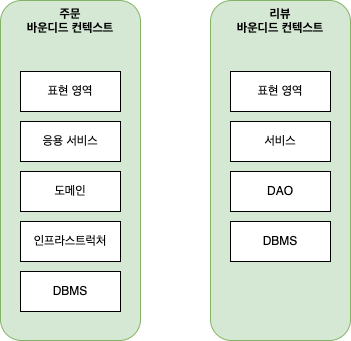 주문
바운디드 컨텍스트
표현 영역
응용 서비스
도메인
인프라스트럭처
DBMS
리뷰
바운디드 컨텍스트
표현 영역
서비스
DAO
DBMS